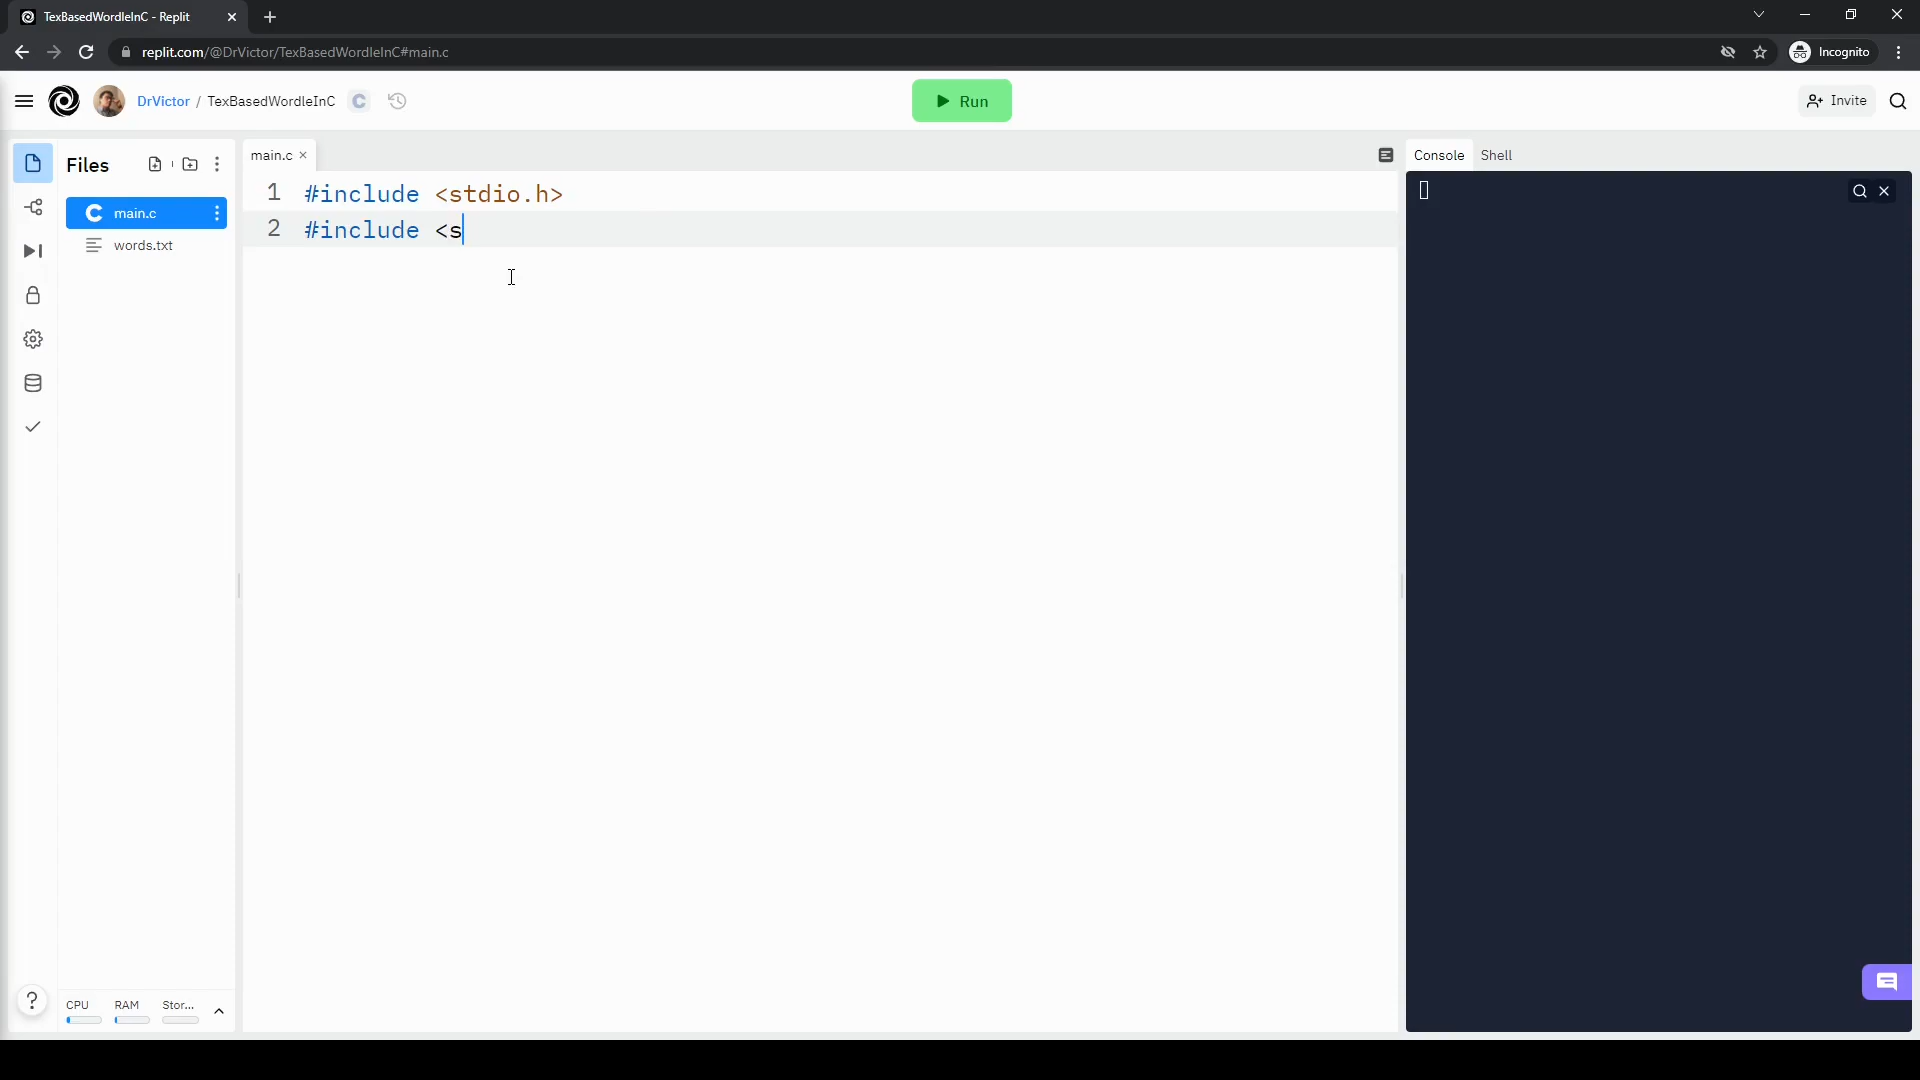 TexBasedWordleInC - Replit
replit.com/@DrVictor/TexBasedWordleInC#main.c
Incognito
DrVictor / TexBasedWordleInC
C
Run
Invite
Files
main.c
Console
Shell
1 #include <stdio.h>
C main.c
2 #include <s
words.txt
?
CPU
RAM
Stor...